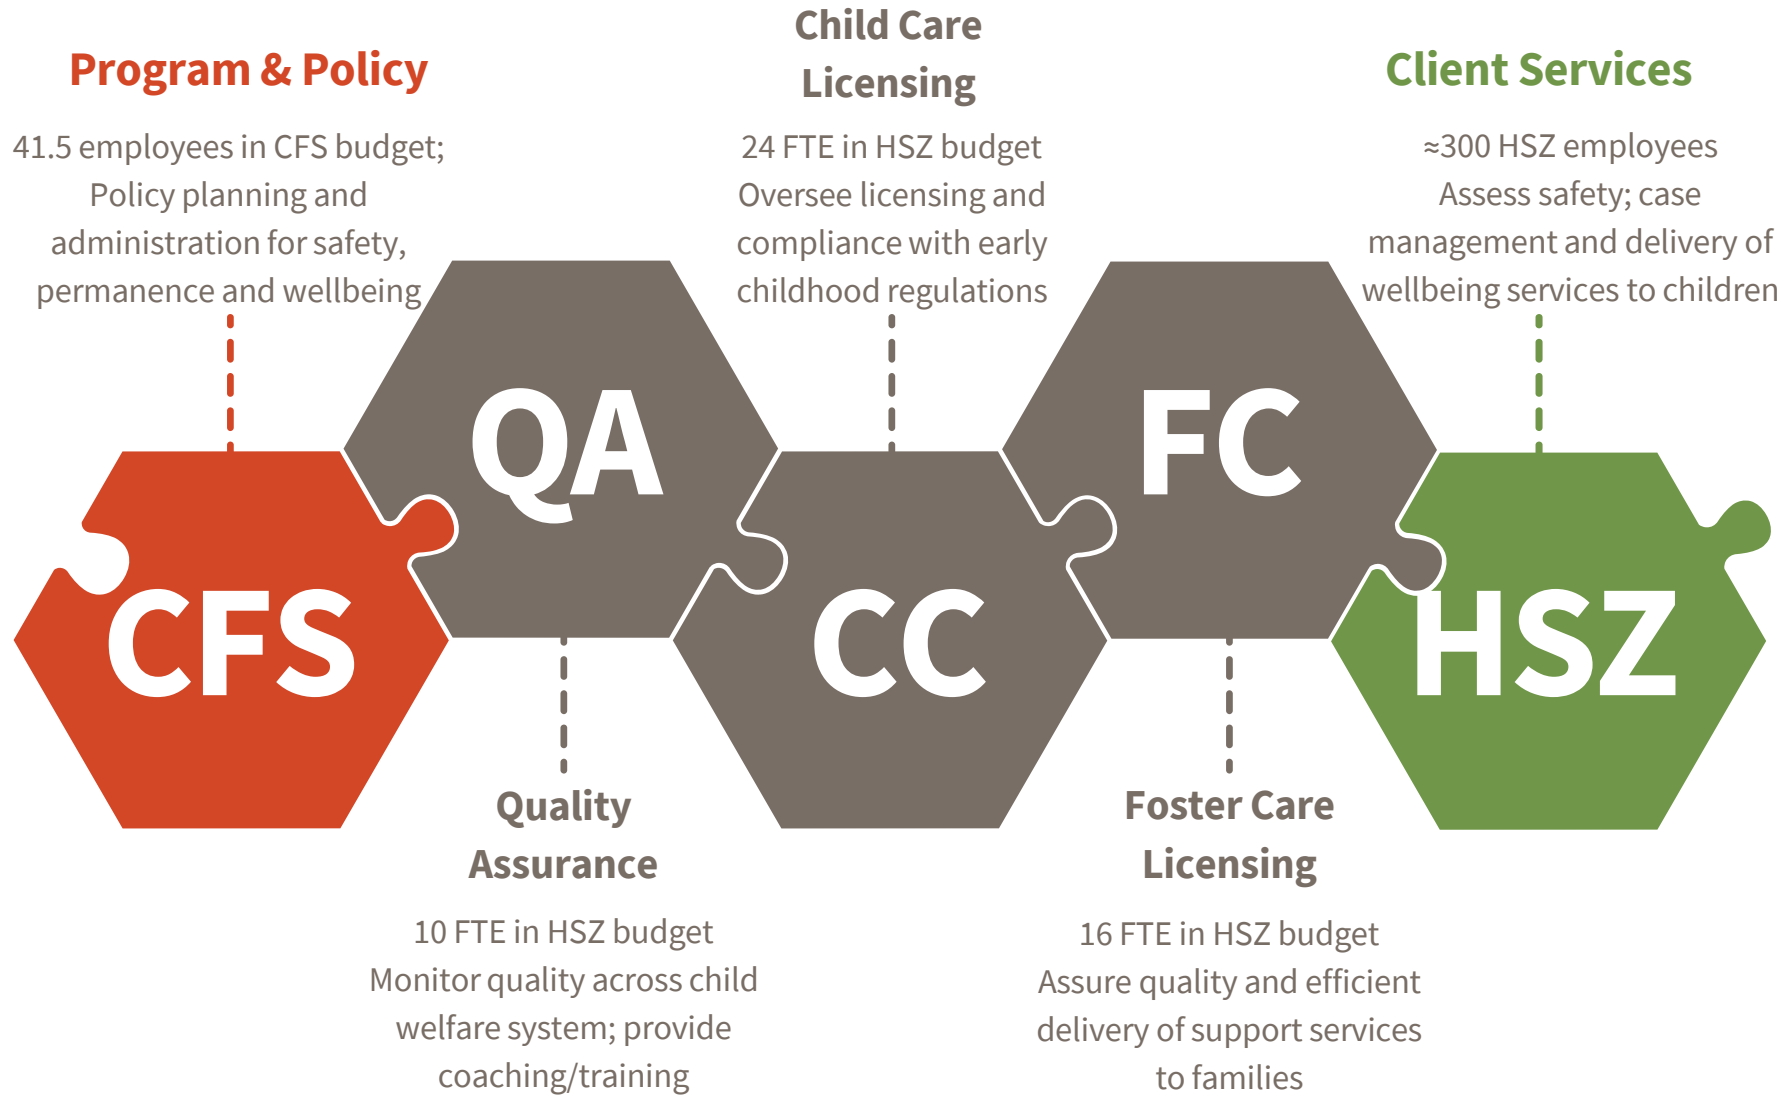 Program & Policy
41.5 employees in CFS budget;
Policy planning and
administration for safety,
permanence and wellbeing
CFS
QA
Quality
Assurance
10 FTE in HSZ budget
Monitor quality across child
welfare system; provide
coaching/training
Child Care
Licensing
24 FTE in HSZ budget
Oversee licensing and
compliance with early
childhood regulations
CC
FC
Foster Care
Licensing
16 FTE in HSZ budget
Assure quality and efficient
delivery of support services
to families
Client Services
≈300 HSZ employees
Assess safety; case
management and delivery of
wellbeing services to children
HSZ